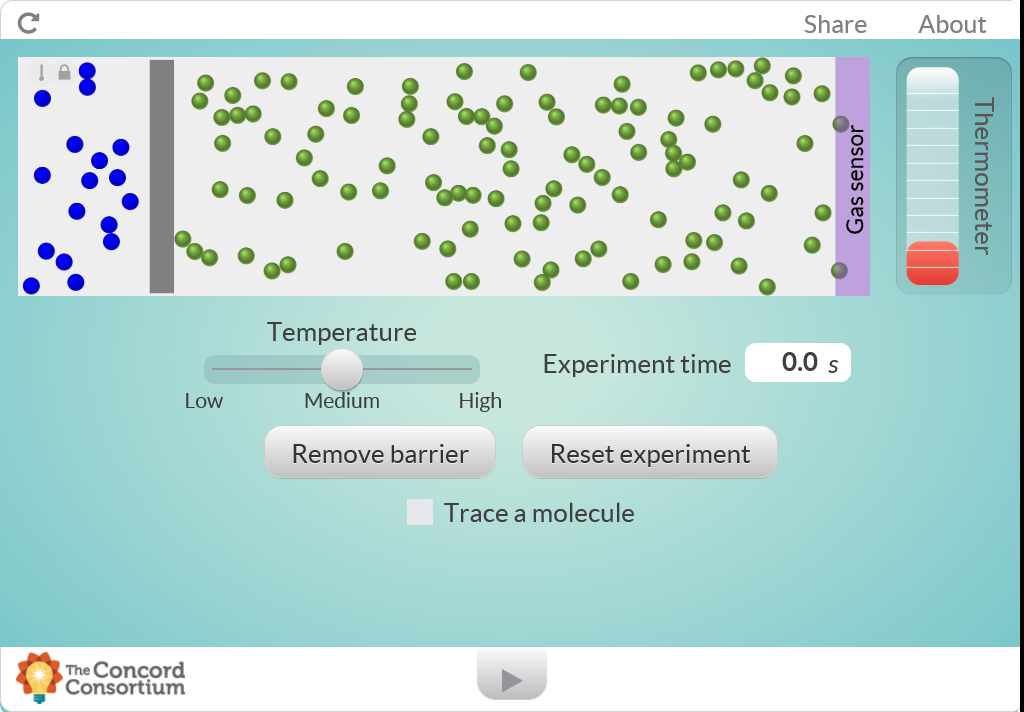 Share About
Gas sensor
Thermometer
Temperature
Low Medium High
Experiment time 0.0 s
Remove barrier Reset experiment
Trace a molecule
The Concord
Consortium